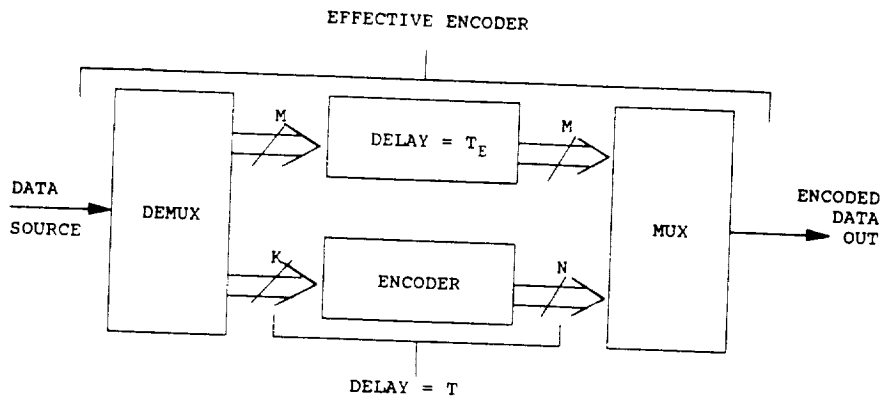 EFFECTIVE ENCODER
M
DELAY = T_E
M
DATA
SOURCE
DEMUX
MUX
ENCODED
DATA
OUT
K
ENCODER
N
DELAY = T